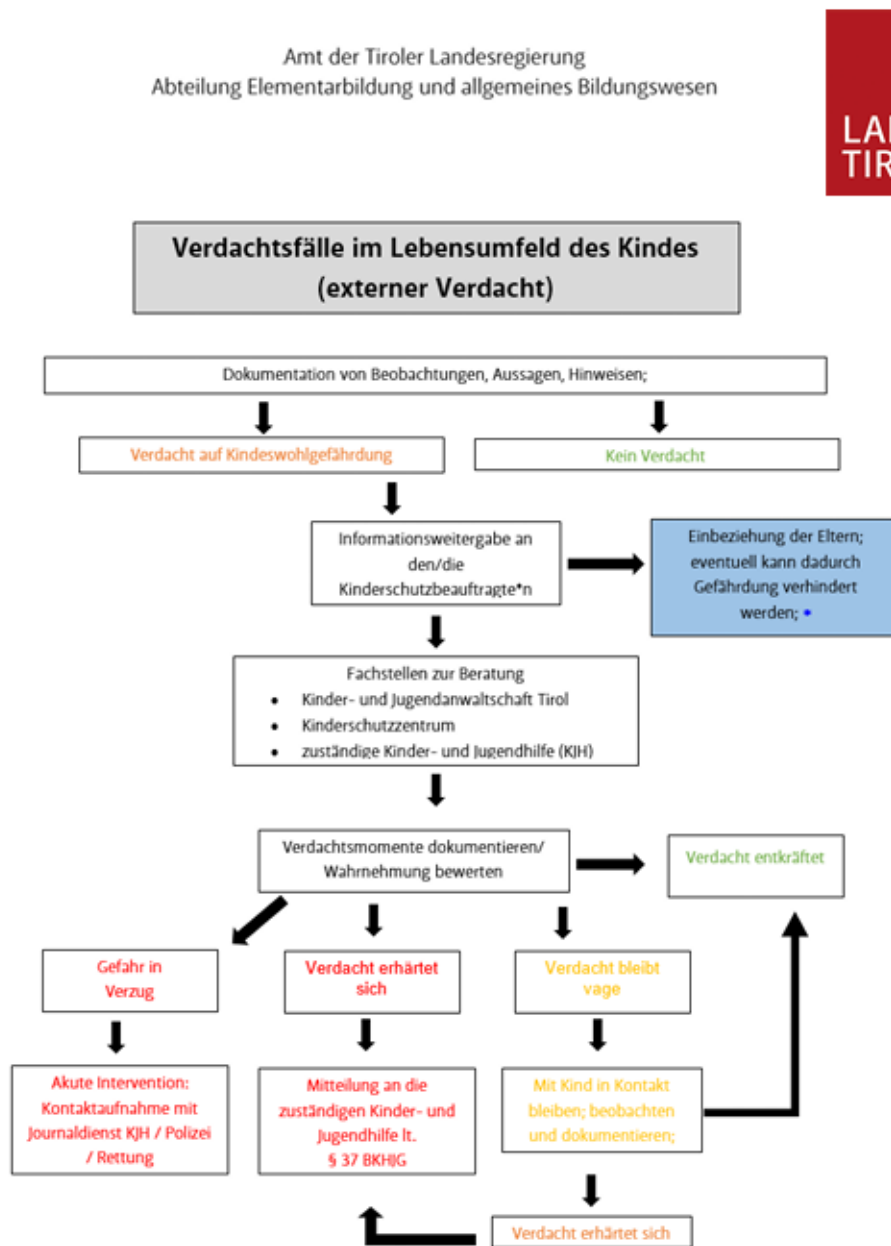 Amt der Tiroler Landesregierung
Abteilung Elementarbildung und allgemeines Bildungswesen
LA
TIR
Verdachtsfälle im Lebensumfeld des Kindes
(externer Verdacht)
Dokumentation von Beobachtungen, Aussagen, Hinweisen;
Verdacht auf Kindeswohlgefährdung
Kein Verdacht
Informationsweitergabe an
den/die
Kinderschutzbeauftragte*n
Einbeziehung der Eltern;
eventuell kann dadurch
Gefährdung verhindert
werden; *
Fachstellen zur Beratung
• Kinder- und Jugendanwaltschaft Tirol
• Kinderschutzzentrum
• zuständige Kinder- und Jugendhilfe (KJH)
Verdachtsmomente dokumentieren/
Wahrnehmung bewerten
Verdacht entkräftet
Gefahr in
Verzug
Verdacht erhärtet
sich
Verdacht bleibt
vage
Akute Intervention:
Kontaktaufnahme mit
Journaldienst KJH / Polizei
/ Rettung
Mitteilung an die
zuständigen Kinder- und
Jugendhilfe lt.
§ 37 BKHJG
Mit Kind in Kontakt
bleiben; beobachten
und dokumentieren;
Verdacht erhärtet sich